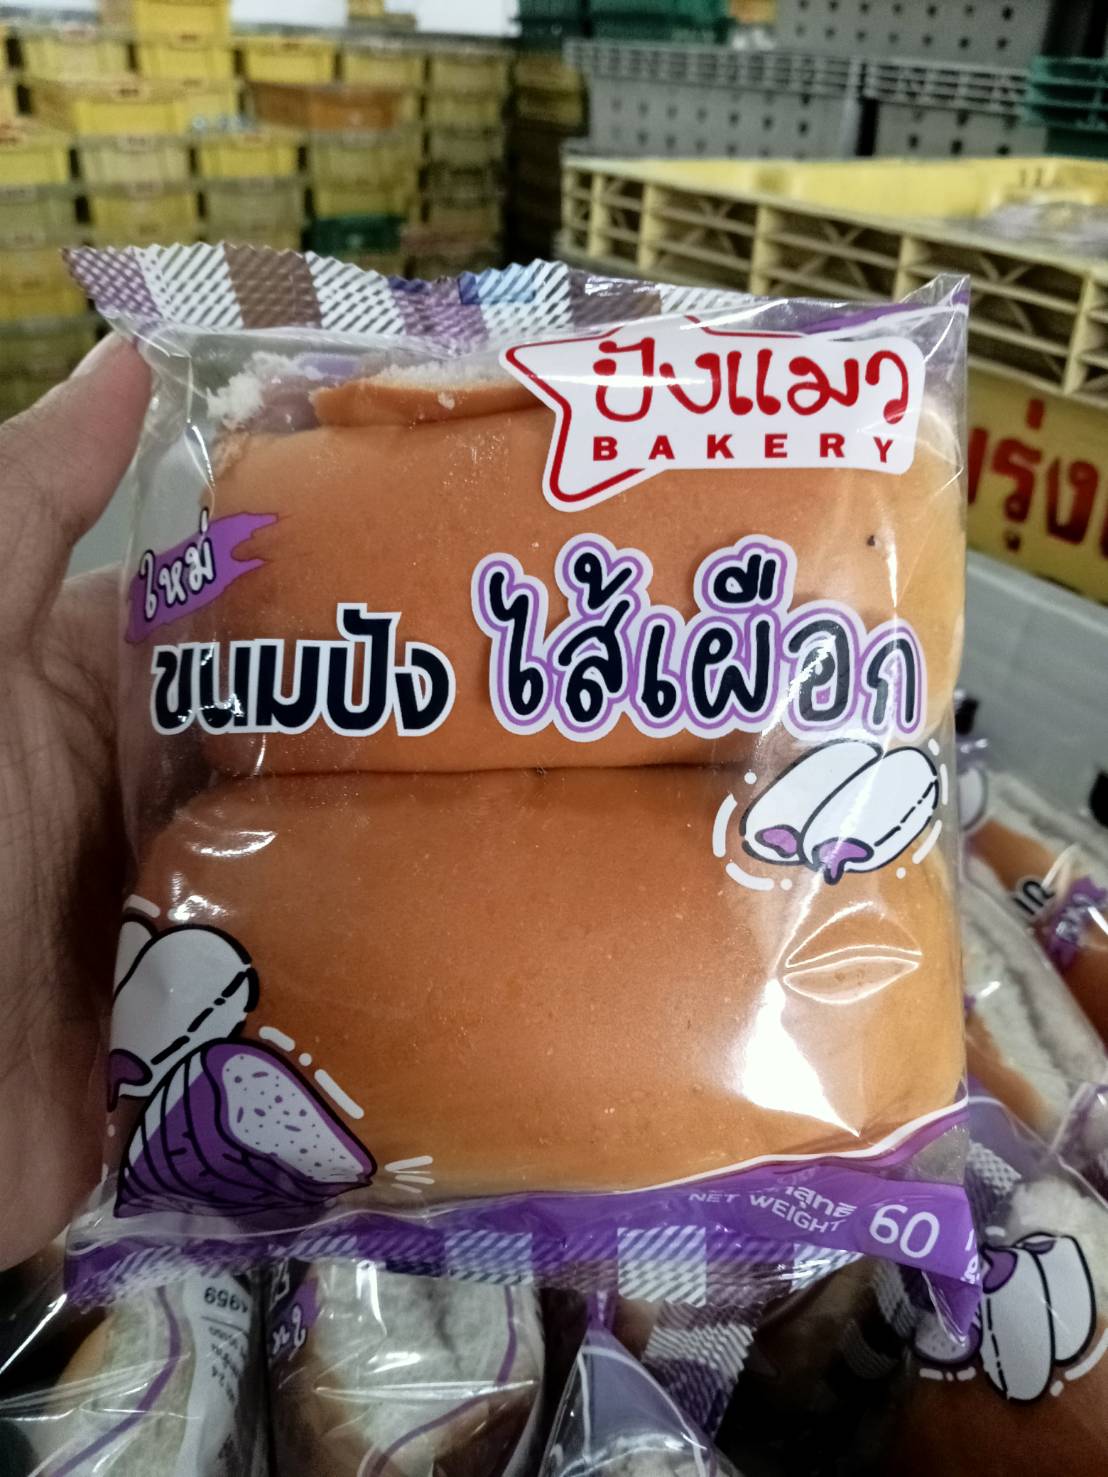 ปังแมว
BAKERY
ใหม่
ขนมปัง ไส้เผือก
NET WEIGHT 60
4959